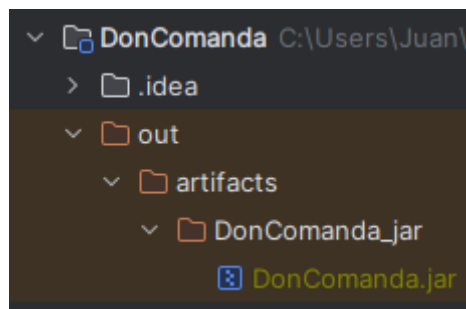 DonComanda C:\Users\Juan\
.idea
out
artifacts
DonComanda_jar
DonComanda.jar